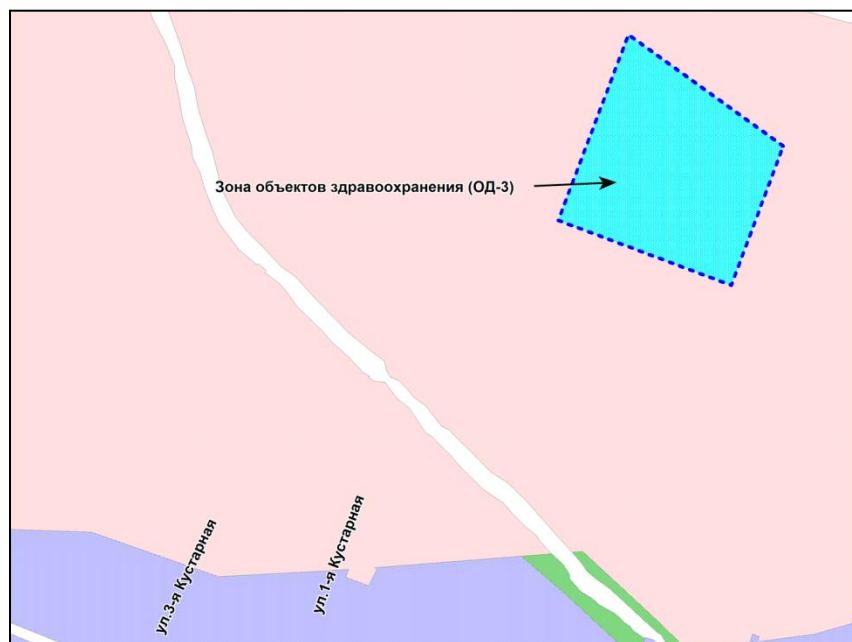 Зона объектов здравоохранения (ОД-3)
ул.3-я Кустарная
ул.1-я Кустарная